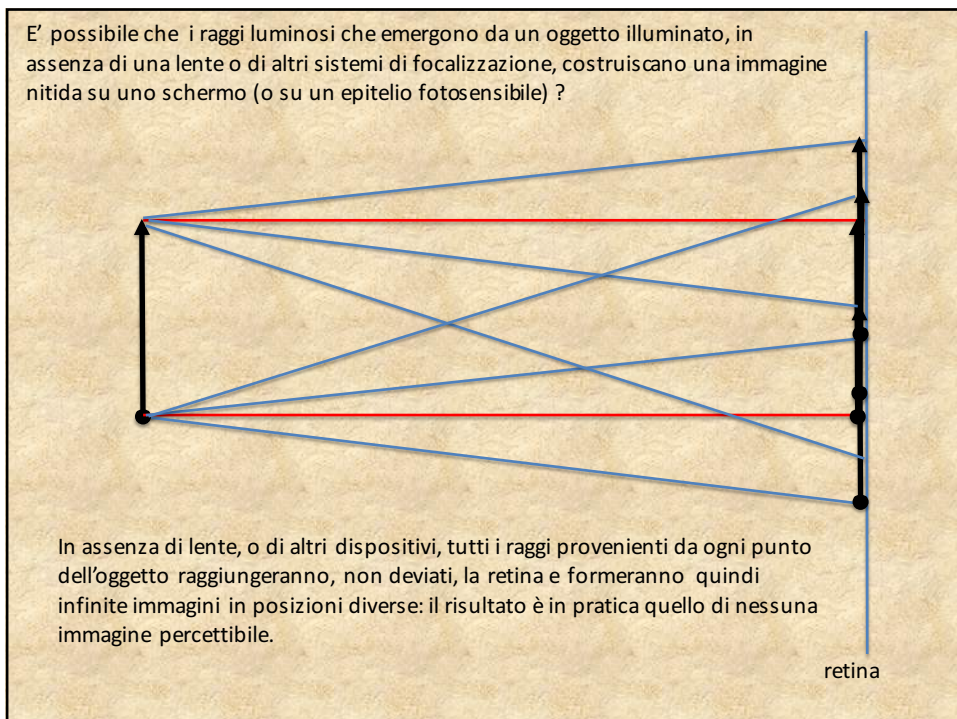 E’ possibile che i raggi luminosi che emergono da un oggetto illuminato, in
assenza di una lente o di altri sistemi di focalizzazione, costruiscano una immagine
nitida su uno schermo (o su un epitelio fotosensibile) ?
In assenza di lente, o di altri dispositivi, tutti i raggi provenienti da ogni punto
dell’oggetto raggiungeranno, non deviati, la retina e formeranno quindi
infinite immagini in posizioni diverse: il risultato è in pratica quello di nessuna
immagine percettibile.
retina